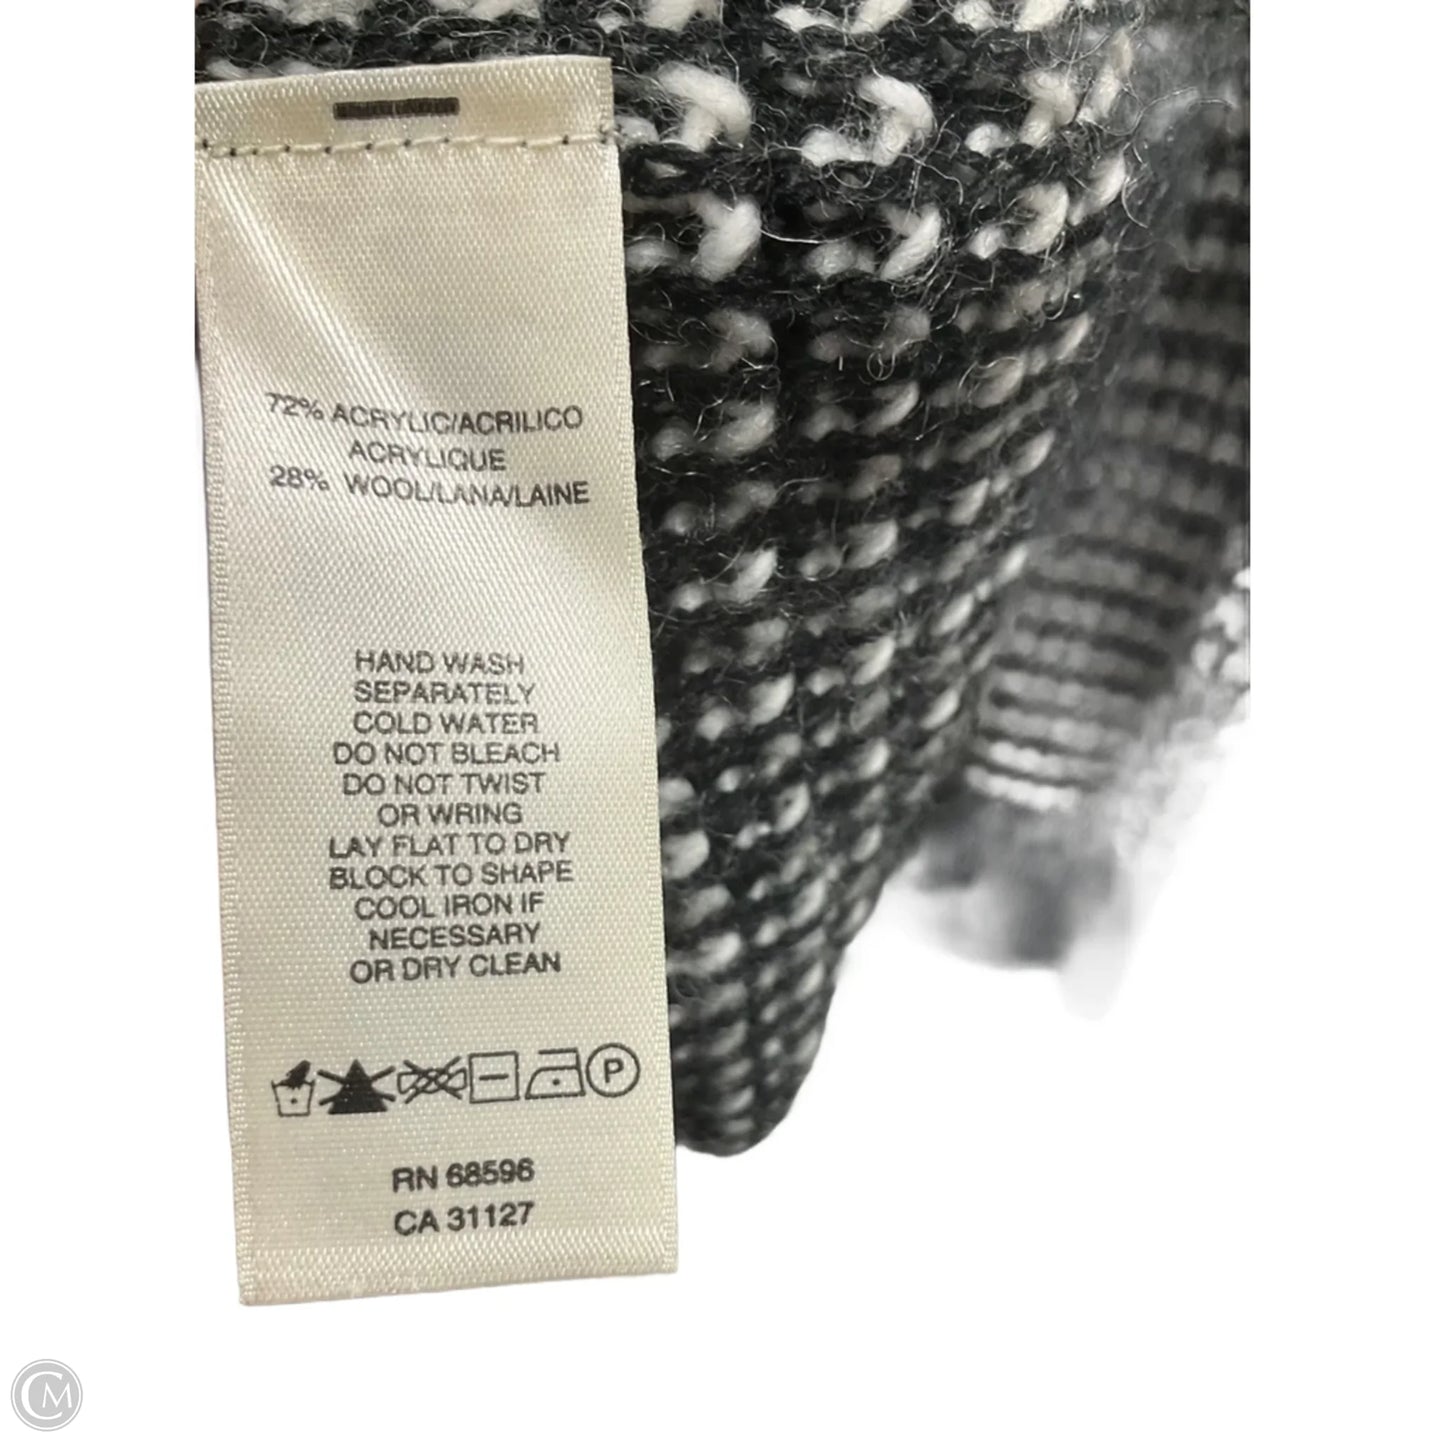 72% ACRYLIC/ACRILICO
ACRYLIQUE
28% WOOL/LANA/LAINE
HAND WASH
SEPARATELY
COLD WATER
DO NOT BLEACH
DO NOT TWIST
OR WRING
LAY FLAT TO DRY
BLOCK TO SHAPE
COOL IRON IF
NECESSARY
OR DRY CLEAN
P
RN 68596
CA 31127
CM